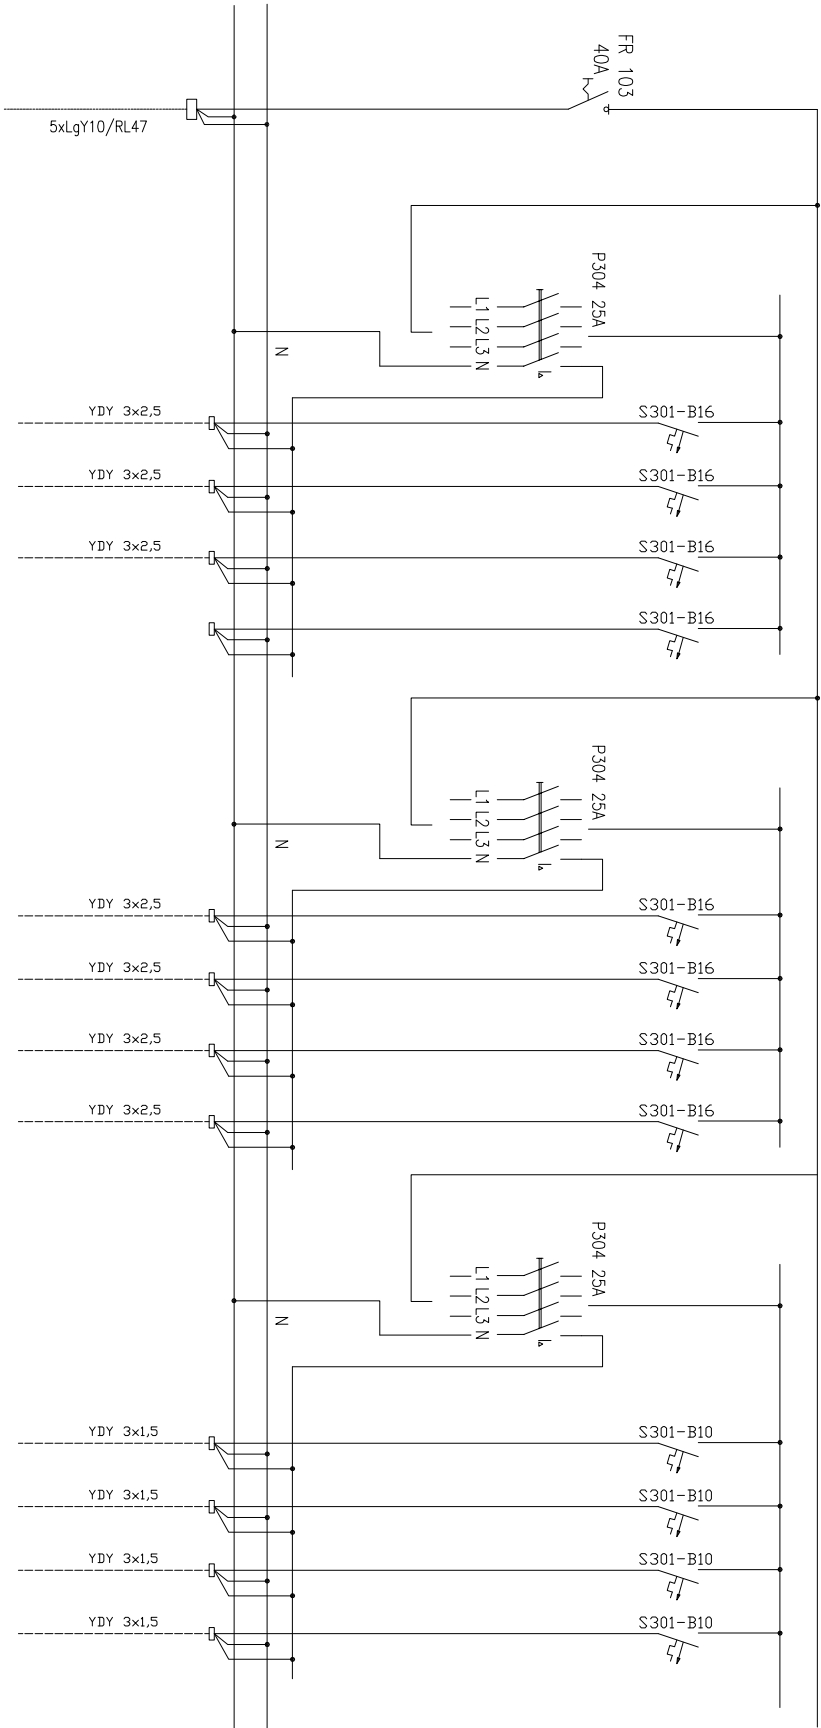 FR 103
40A
5xLgY10/RL47
P304 25A
L1
L2
L3
N
N
YDY 3x2,5
S301-B16
YDY 3x2,5
S301-B16
YDY 3x2,5
S301-B16
S301-B16
P304 25A
L1
L2
L3
N
N
YDY 3x2,5
S301-B16
YDY 3x2,5
S301-B16
YDY 3x2,5
S301-B16
YDY 3x2,5
S301-B16
P304 25A
L1
L2
L3
N
N
YDY 3x1,5
S301-B10
YDY 3x1,5
S301-B10
YDY 3x1,5
S301-B10
YDY 3x1,5
S301-B10